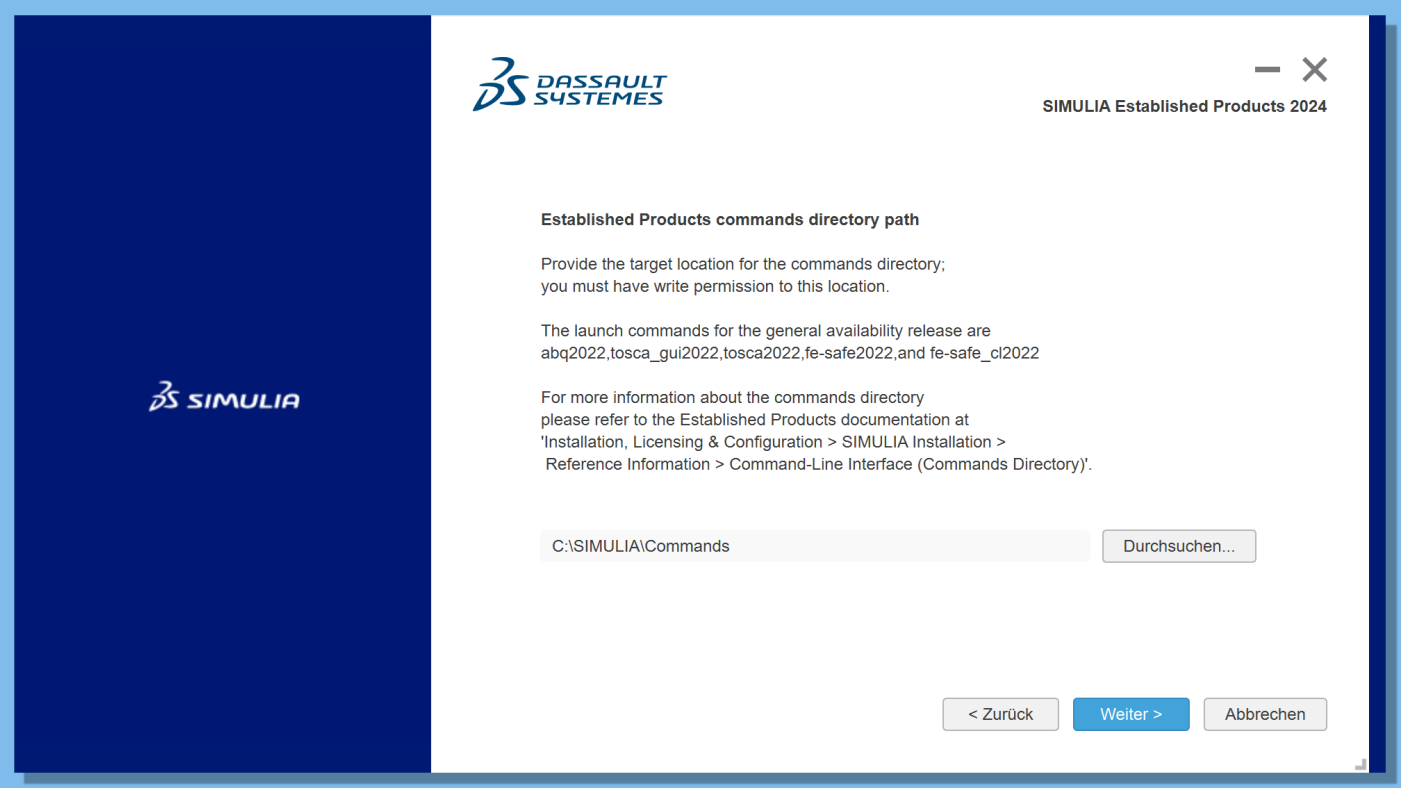 DASSAULT
SYSTEMES
SIMULIA Established Products 2024
SIMULIA
Established Products commands directory path
Provide the target location for the commands directory;
you must have write permission to this location.
The launch commands for the general availability release are
abq2022,tosca_gui2022,tosca2022,fe-safe2022,and fe-safe_cl2022
For more information about the commands directory
please refer to the Established Products documentation at
'Installation, Licensing & Configuration > SIMULIA Installation >
Reference Information > Command-Line Interface (Commands Directory)'.
C:\SIMULIA\Commands
Durchsuchen...
< Zurück
Weiter >
Abbrechen